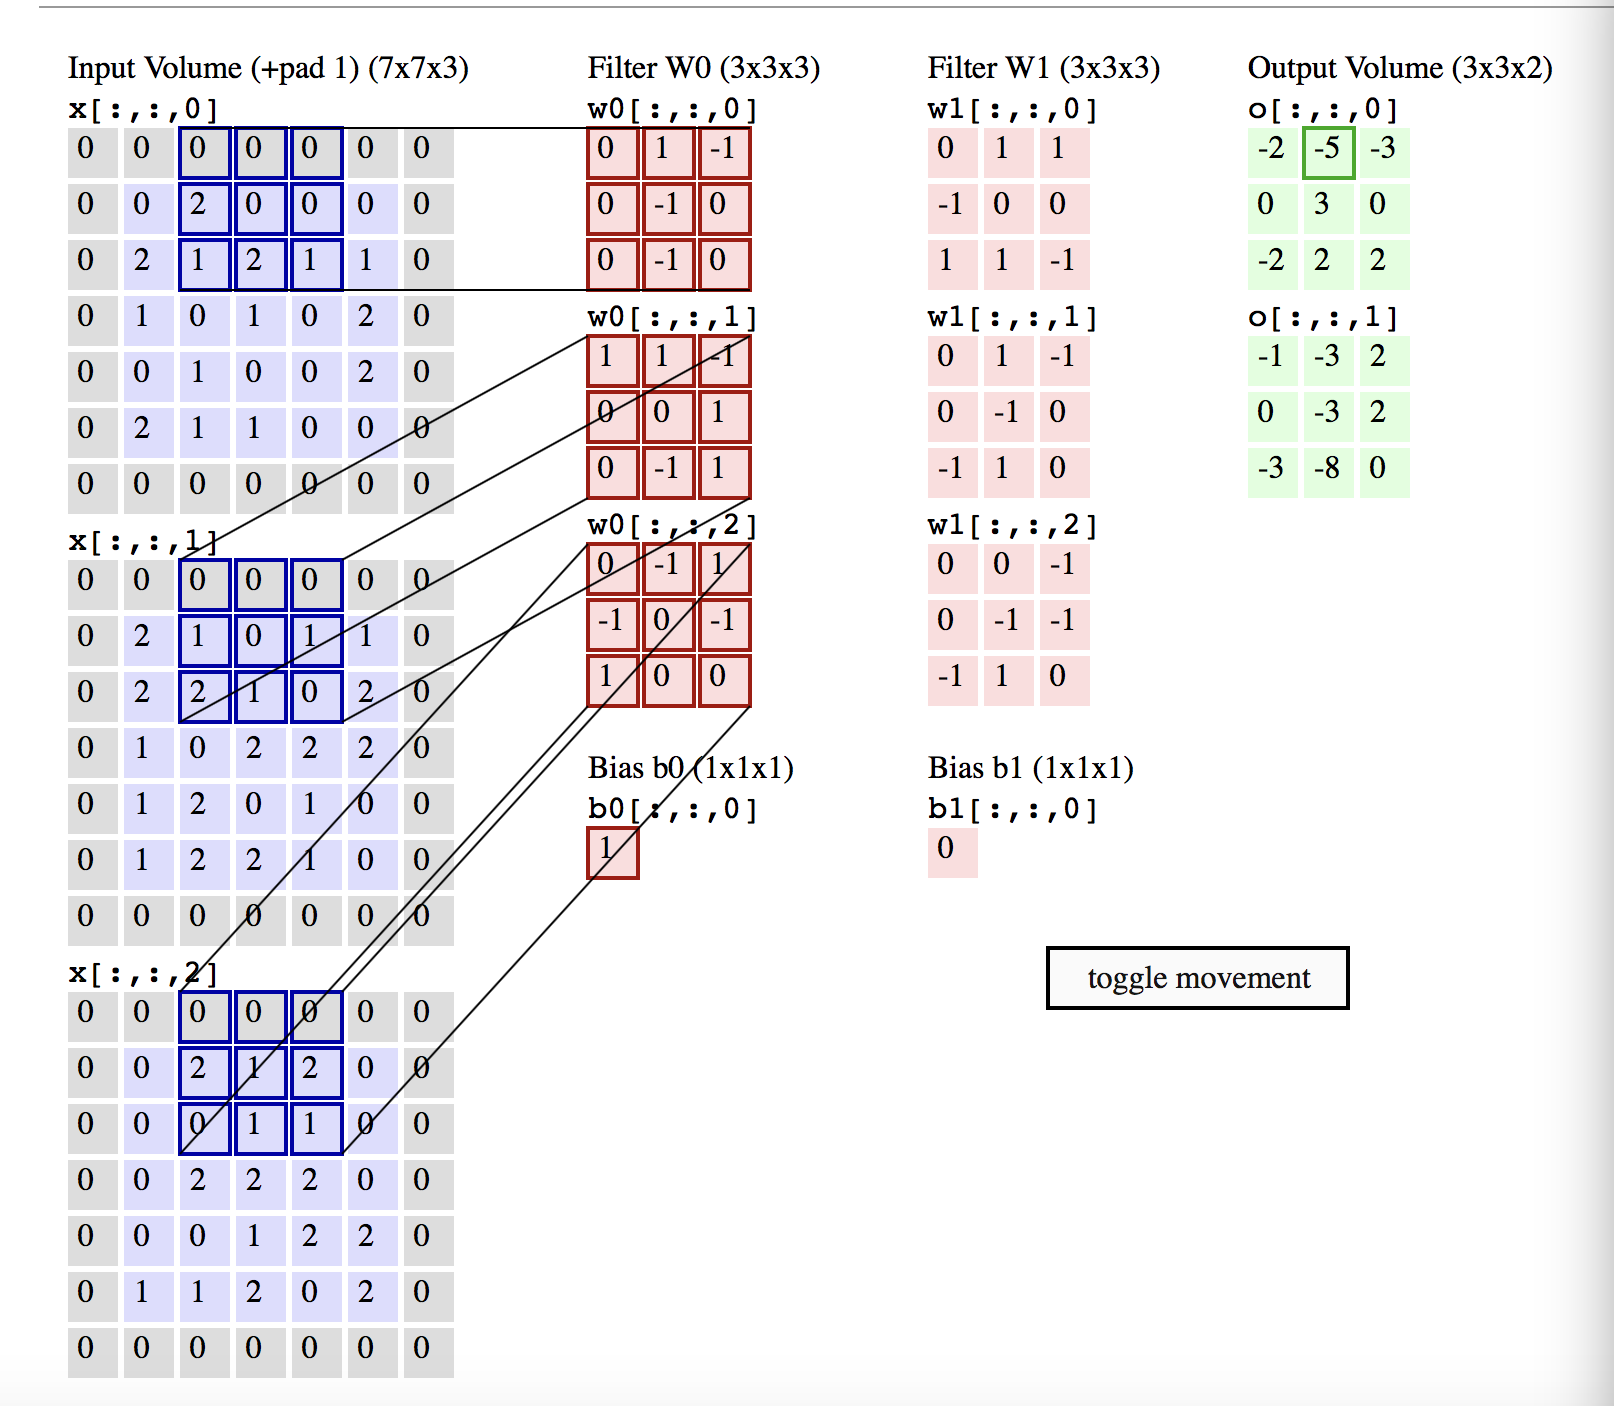 Input Volume (+pad 1) (7x7x3) Filter W0 (3x3x3) Filter W1 (3x3x3) Output Volume (3x3x2)
x[:,:,0]
0 0 0 0 0 0 0
0 0 2 0 0 0 0
0 2 1 2 1 1 0
0 1 0 1 0 2 0
0 0 1 0 0 2 0
0 2 1 1 0 0 0
0 0 0 0 0 0 0
x[:,:,1]
0 0 0 0 0 0 0
0 2 1 0 1 1 0
0 2 2 1 0 2 0
0 1 0 2 2 2 0
0 1 2 0 1 0 0
0 1 2 2 1 0 0
0 0 0 0 0 0 0
x[:,:,2]
0 0 0 0 0 0 0
0 0 2 1 2 0 0
0 0 0 1 1 0 0
0 0 2 2 2 0 0
0 0 0 1 2 2 0
0 1 1 2 0 2 0
0 0 0 0 0 0 0
w0[:,:,0]
0 1 -1
0 -1 0
0 -1 0
w0[:,:,1]
1 1 -1
0 0 1
0 -1 1
w0[:,:,2]
0 -1 1
-1 0 -1
1 0 0
Bias b0 (1x1x1)
b0[:,:,0]
1
w1[:,:,0]
0 1 1
-1 0 0
1 1 -1
w1[:,:,1]
0 1 -1
0 -1 0
-1 1 0
w1[:,:,2]
0 0 -1
0 -1 -1
-1 1 0
Bias b1 (1x1x1)
b1[:,:,0]
0
o[:,:,0]
-2 -5 -3
0 3 0
-2 2 2
o[:,:,1]
-1 -3 2
0 -3 2
-3 -8 0
toggle movement